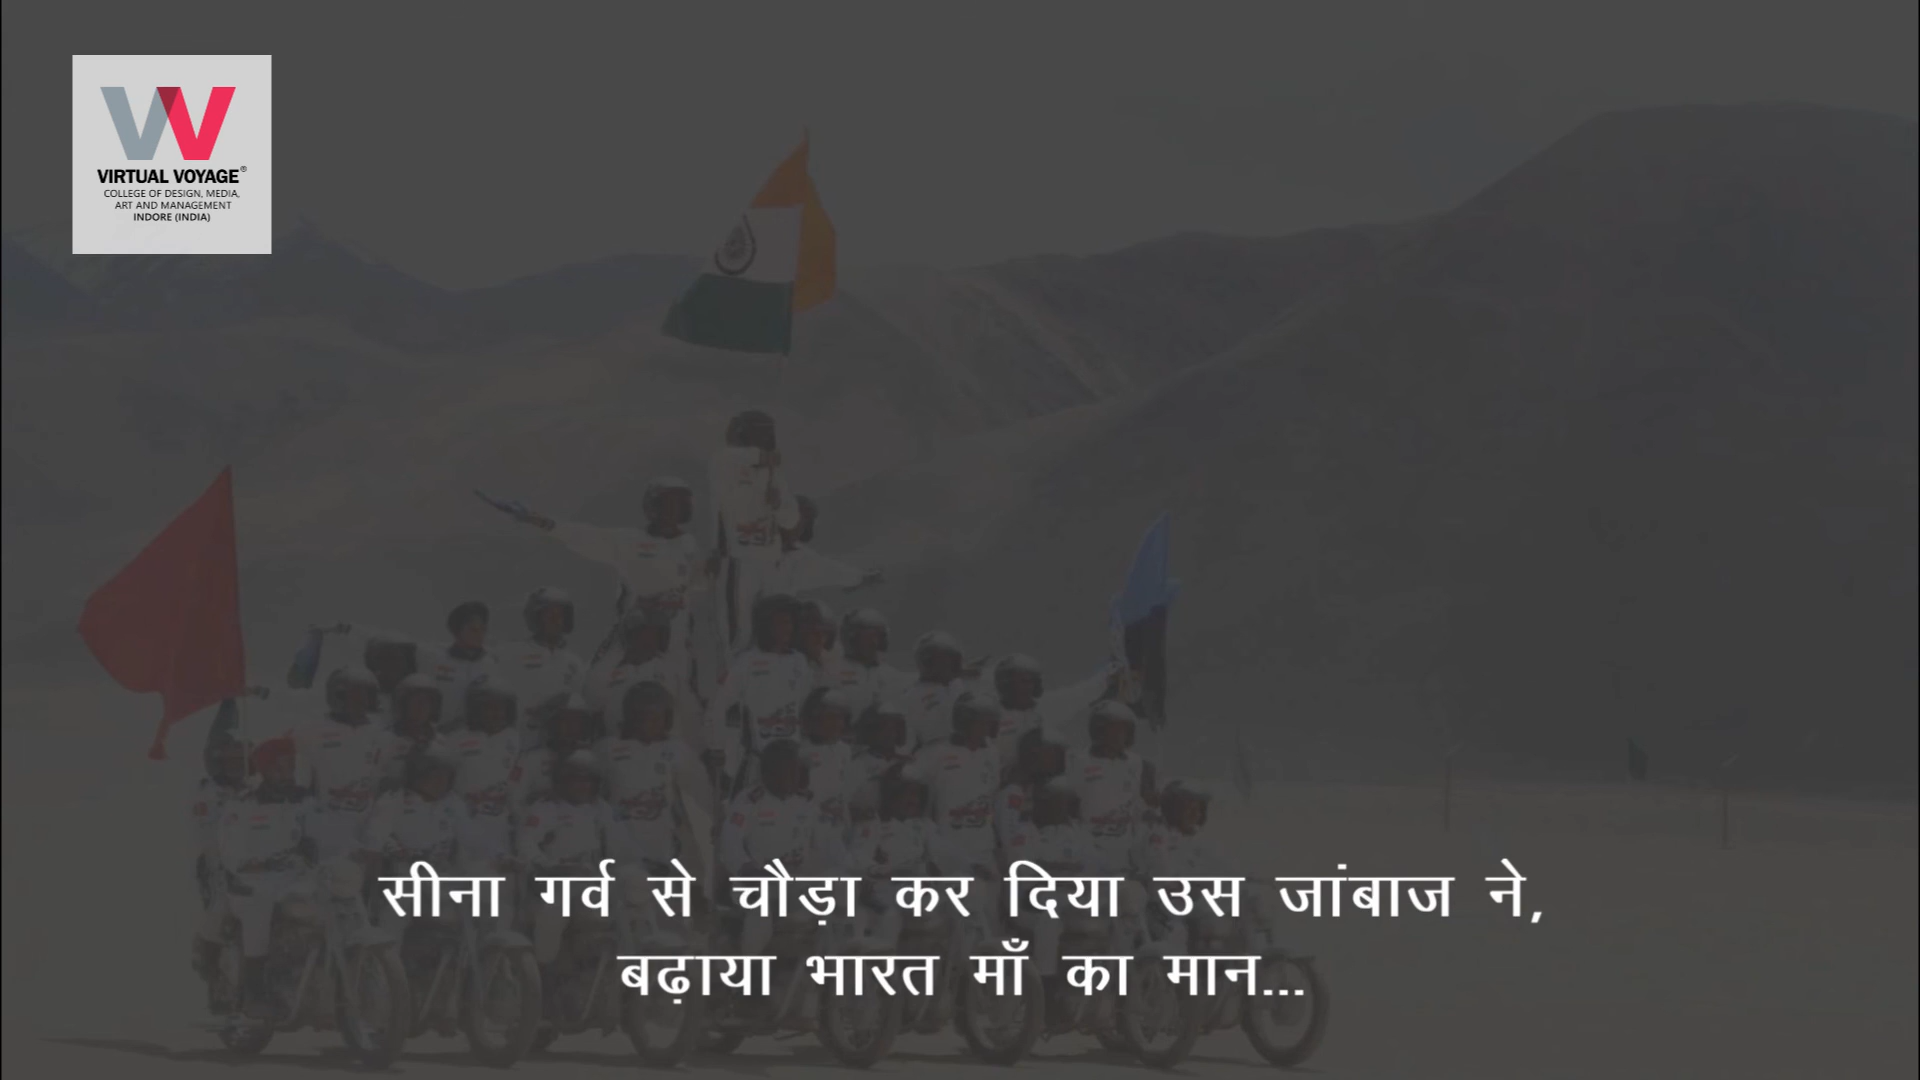 VIRTUAL VOYAGE®
COLLEGE OF DESIGN, MEDIA,
ART AND MANAGEMENT
INDORE (INDIA)
सीना गर्व से चौड़ा कर दिया उस जांबाज ने,
बढ़ाया भारत माँ का मान...